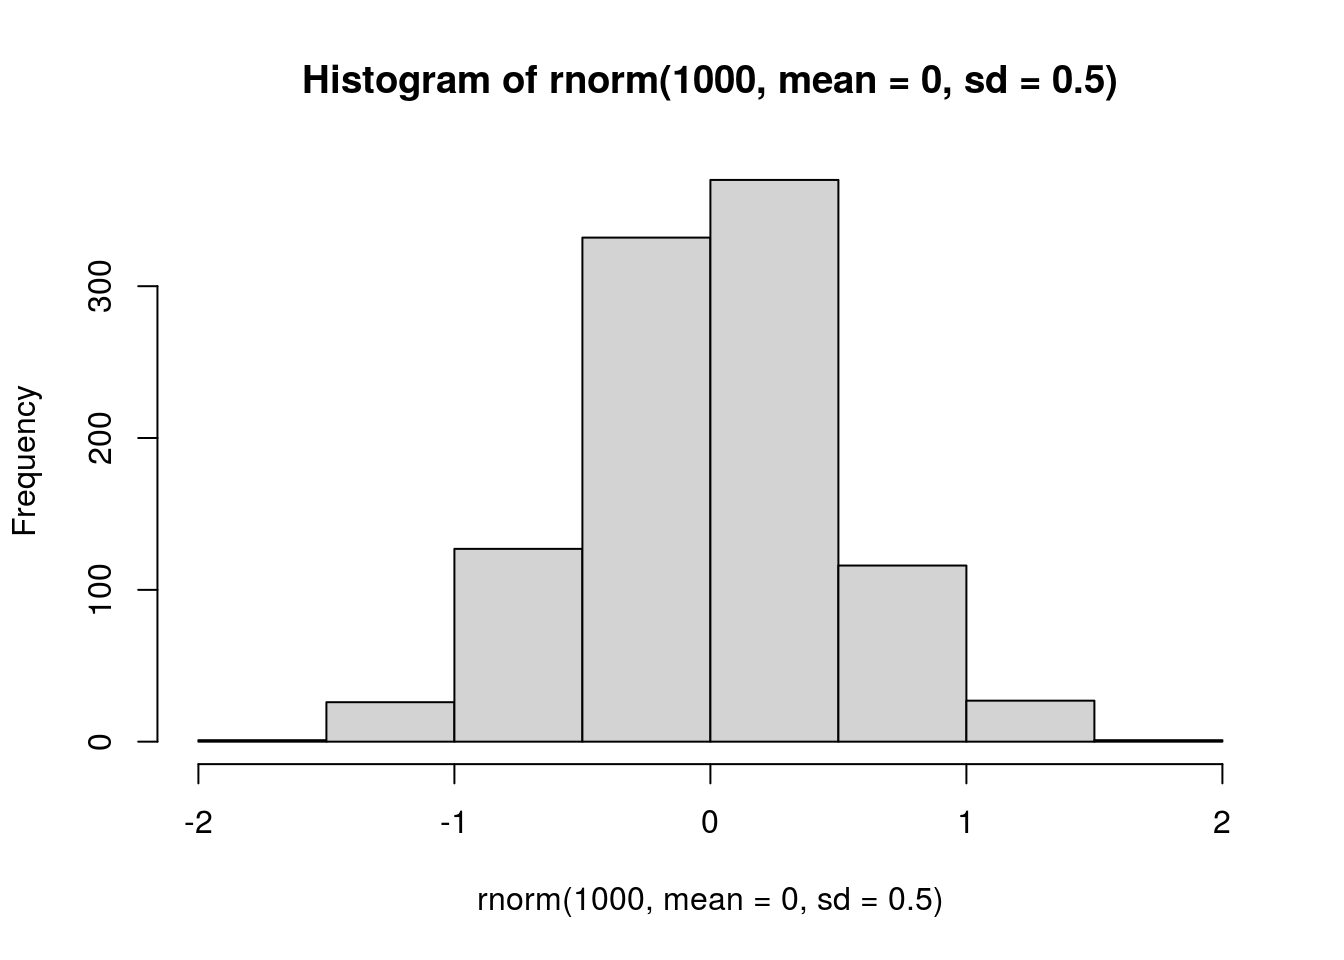 Histogram of rnorm(1000, mean = 0, sd = 0.5)
Frequency
300
200
100
0
-2 -1 0 1 2
rnorm(1000, mean = 0, sd = 0.5)